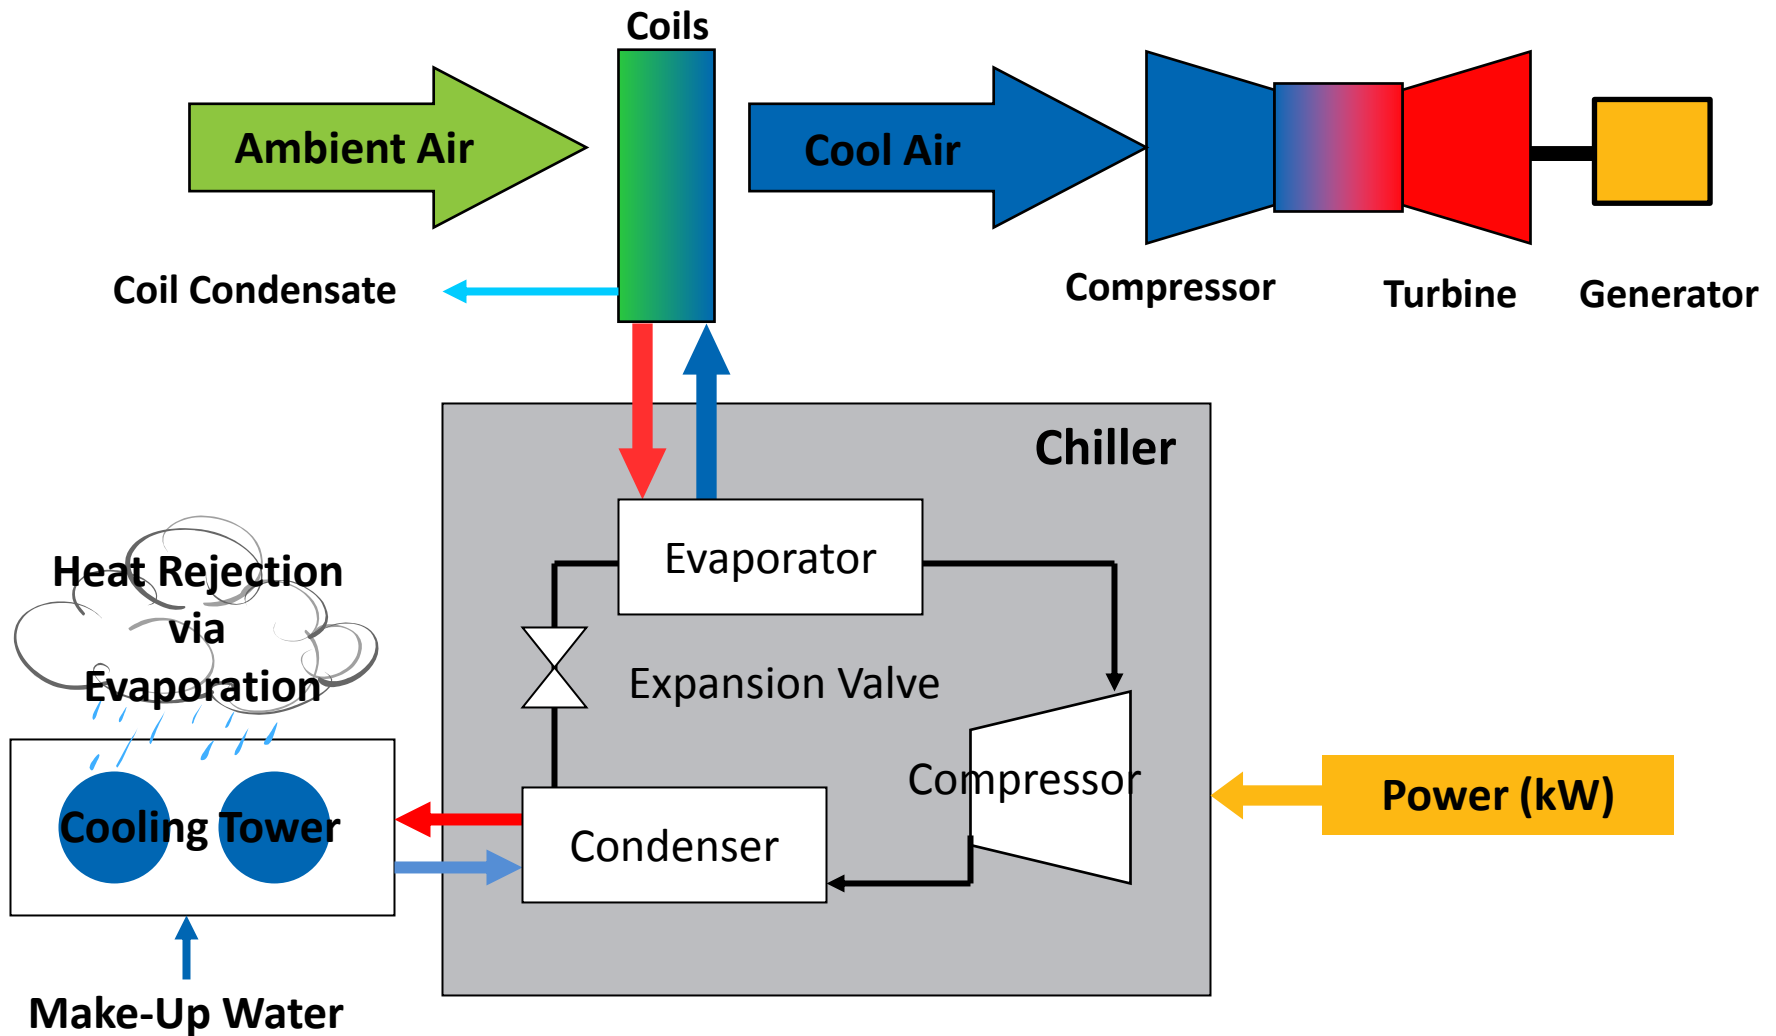 Coils
Ambient Air
Cool Air
Coil Condensate
Compressor
Turbine
Generator
Chiller
Evaporator
Heat Rejection
via
Evaporation
Expansion Valve
Compressor
Power (kW)
Cooling Tower
Condenser
Make-Up Water